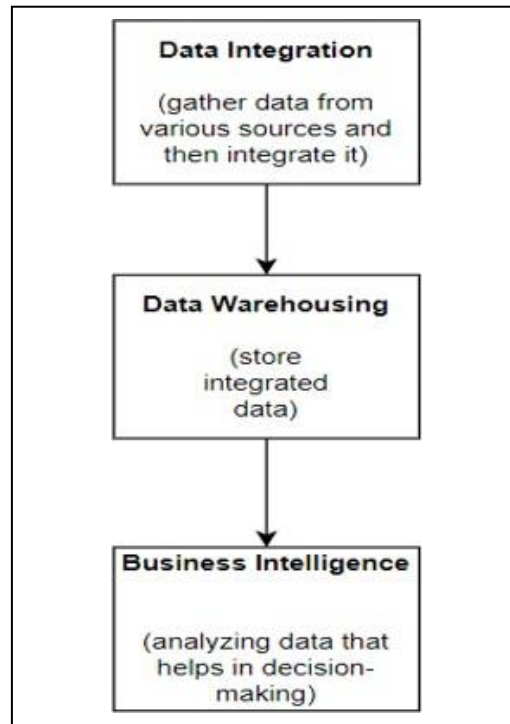 Data Integration
(gather data from
various sources and
then integrate it)
Data Warehousing
(store
integrated
data)
Business Intelligence
(analyzing data that
helps in decision-
making)